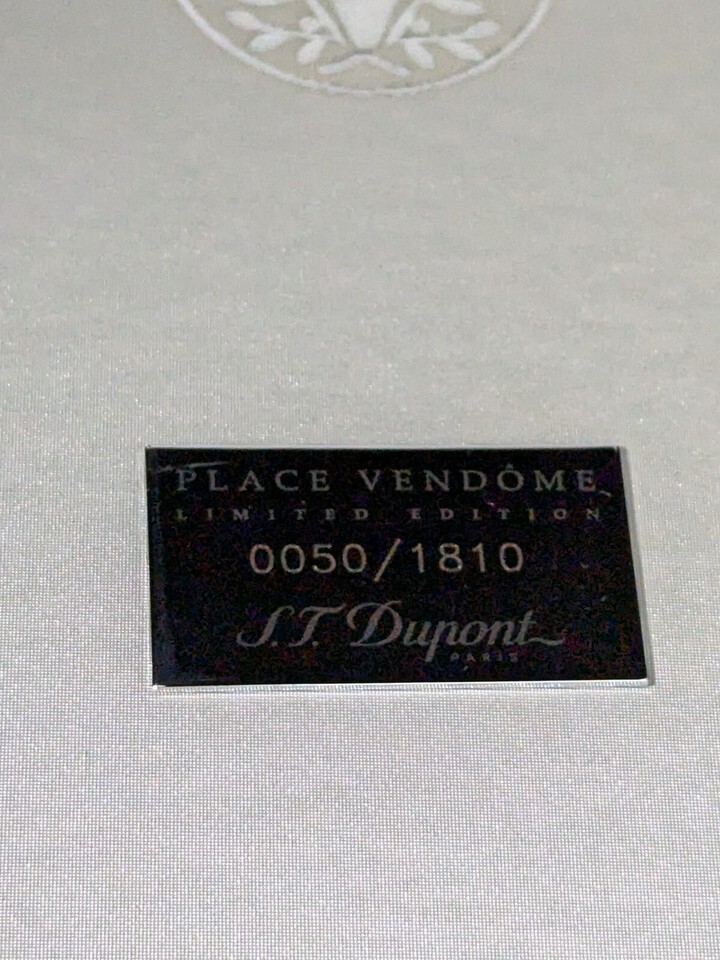 PLACE VENDÔME
LIMITED EDITION
0050/1810
S.T. Dupont
PARIS